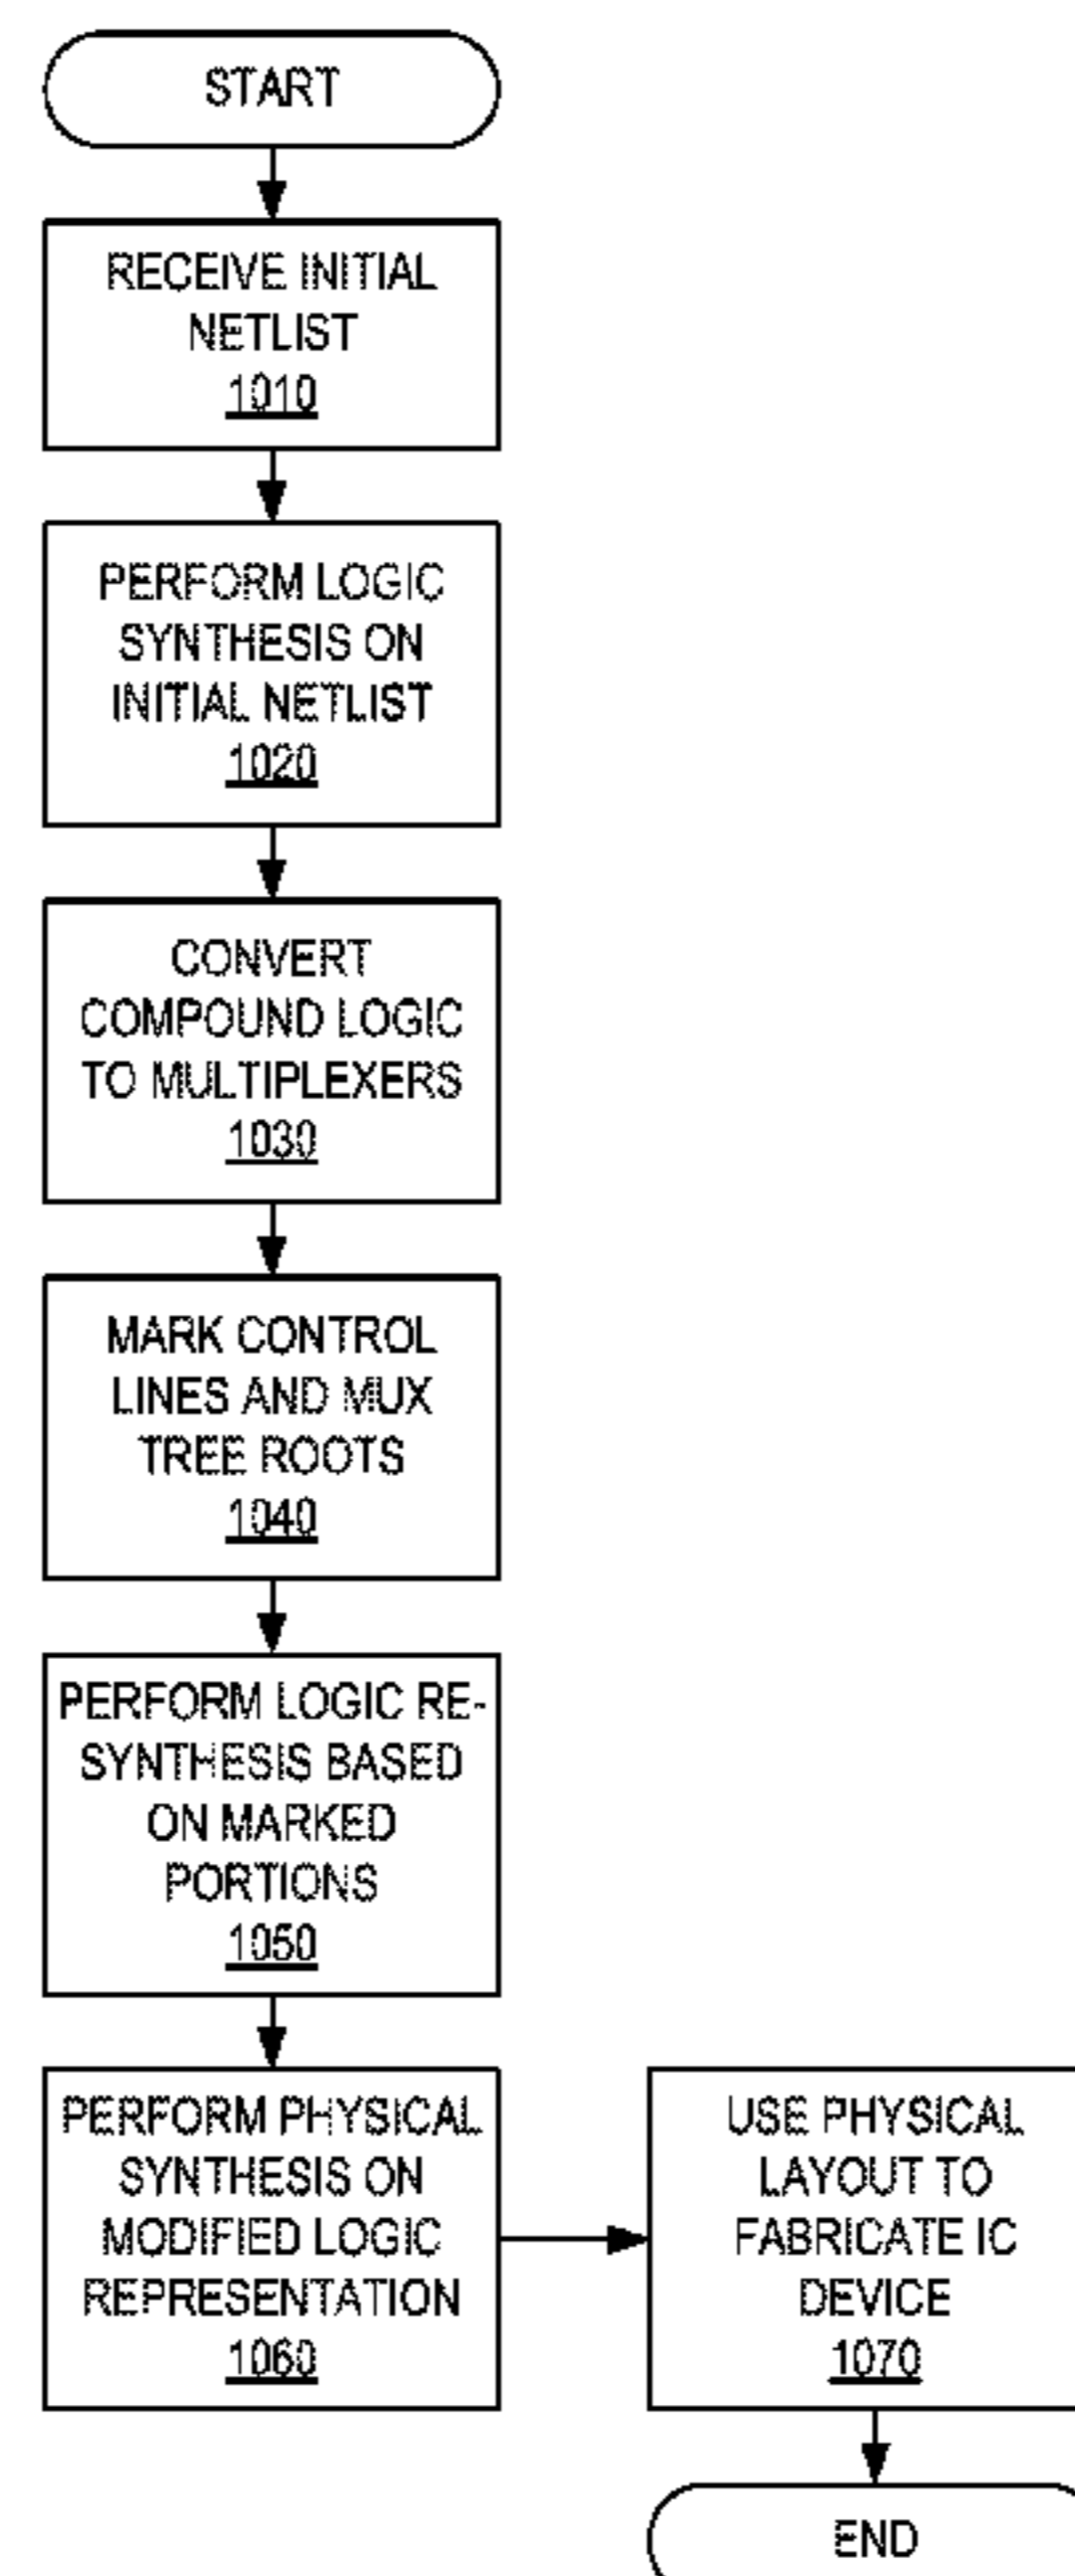 START
RECEIVE INITIAL
NETLIST
1010
PERFORM LOGIC
SYNTHESIS ON
INITIAL NETLIST
1020
CONVERT
COMPOUND LOGIC
TO MULTIPLEXERS
1030
MARK CONTROL
LINES AND MUX
TREE ROOTS
1040
PERFORM LOGIC RE-
SYNTHESIS BASED
ON MARKED
PORTIONS
1050
PERFORM PHYSICAL
SYNTHESIS ON
MODIFIED LOGIC
REPRESENTATION
1060
USE PHYSICAL
LAYOUT TO
FABRICATE IC
DEVICE
1070
END